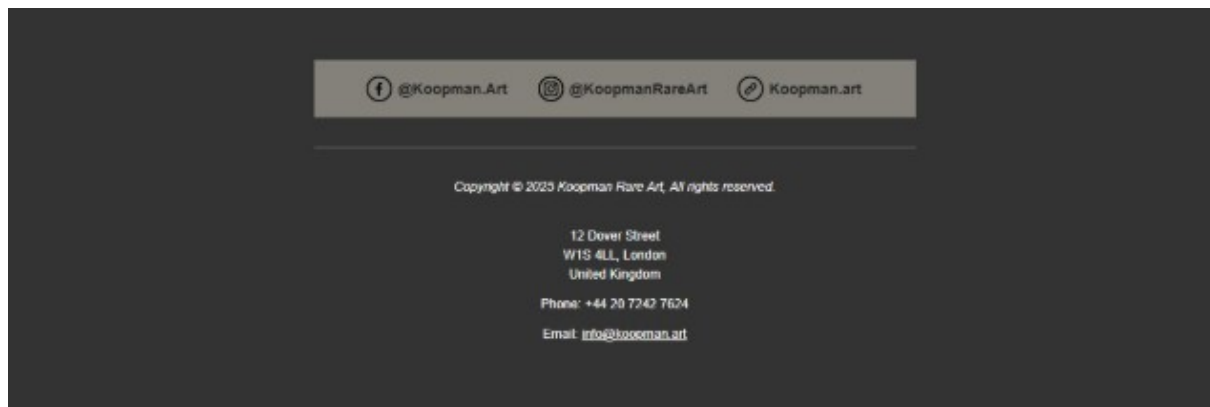 @Koopman.Art @KoopmanRareArt Koopman.art
Copyright © 2025 Koopman Rare Art, All rights reserved.
12 Dover Street
W1S 4LL, London
United Kingdom
Phone: +44 20 7242 7624
Email: info@koopman.art